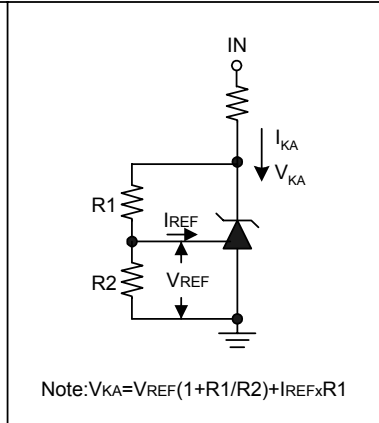 IN
IKA
VKA
R1
IREF
R2
VREF
Note:VKA=VREF(1+R1/R2)+IREFxR1